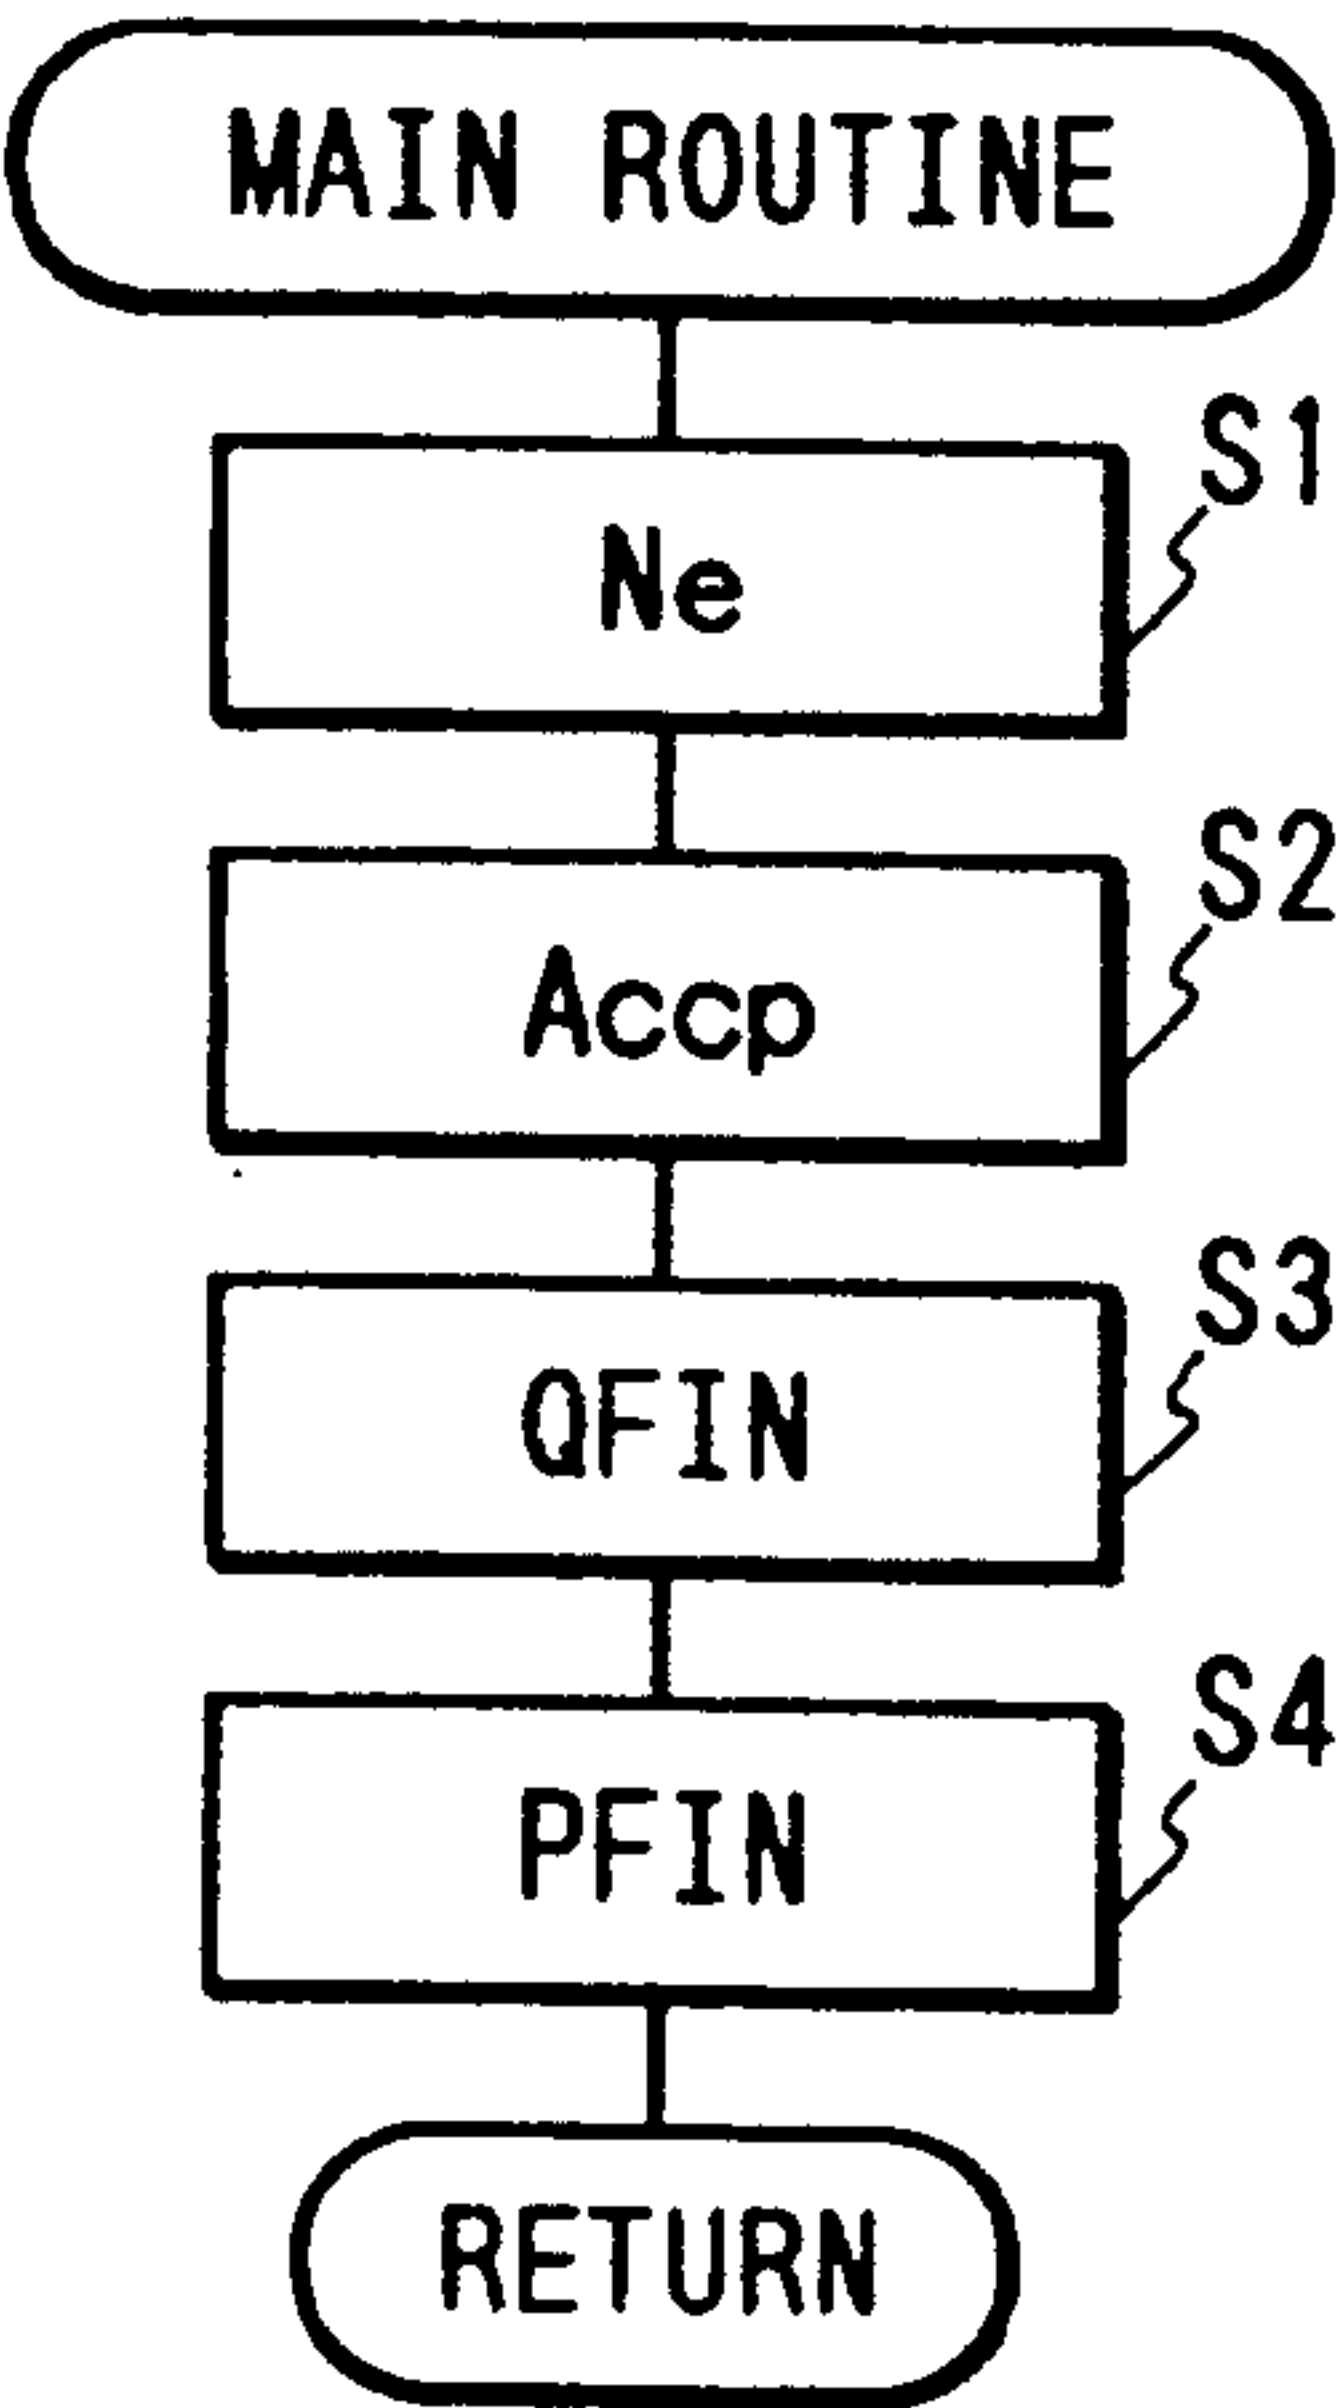 MAIN ROUTINE
S1
Ne
S2
Accp
S3
QFIN
S4
PFIN
RETURN